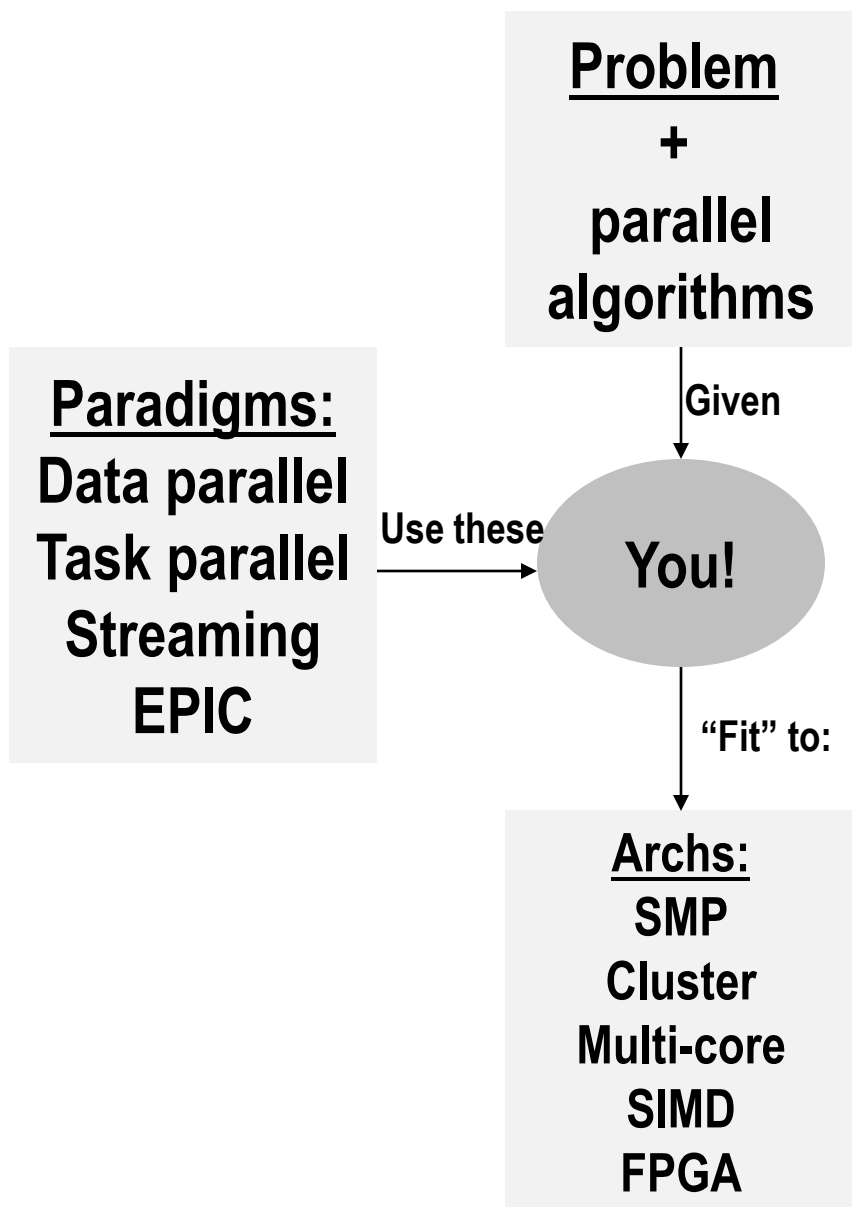 Problem
+
parallel
algorithms
Given
Paradigms:
Data parallel
Task parallel
Streaming
EPIC
Use these
You!
“Fit” to:
Archs:
SMP
Cluster
Multi-core
SIMD
FPGA